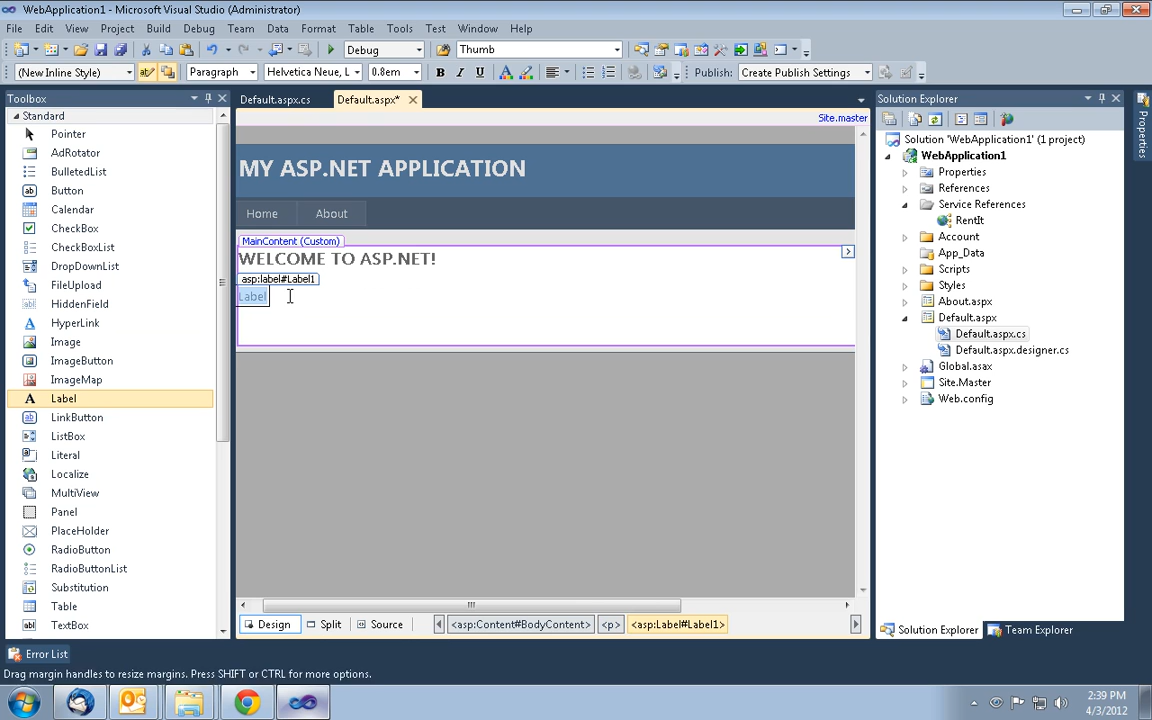 WebApplication1 - Microsoft Visual Studio (Administrator)
File Edit View Project Build Debug Team Data Format Table Tools Test Window Help
Debug Thumb
(New Inline Style) Paragraph Helvetica Neue, L 0.8em B I U A Publish: Create Publish Settings
Toolbox
Standard
Pointer
AdRotator
BulletedList
Button
Calendar
CheckBox
CheckBoxList
DropDownList
FileUpload
HiddenField
HyperLink
Image
ImageButton
ImageMap
Label
LinkButton
ListBox
Literal
Localize
MultiView
Panel
PlaceHolder
RadioButton
RadioButtonList
Substitution
Table
TextBox
Default.aspx.cs Default.aspx*
Site.master
MY ASP.NET APPLICATION
Home About
MainContent (Custom)
WELCOME TO ASP.NET!
asp:label#Label1
Label
Design Split Source <asp:Content#BodyContent> <p> <asp:Label#Label1>
Solution Explorer
Solution 'WebApplication1' (1 project)
WebApplication1
Properties
References
Service References
RentIt
Account
App_Data
Scripts
Styles
About.aspx
Default.aspx
Default.aspx.cs
Default.aspx.designer.cs
Global.asax
Site.Master
Web.config
Solution Explorer Team Explorer
Properties
Error List
Drag margin handles to resize margins. Press SHIFT or CTRL for more options.
2:39 PM
4/3/2012